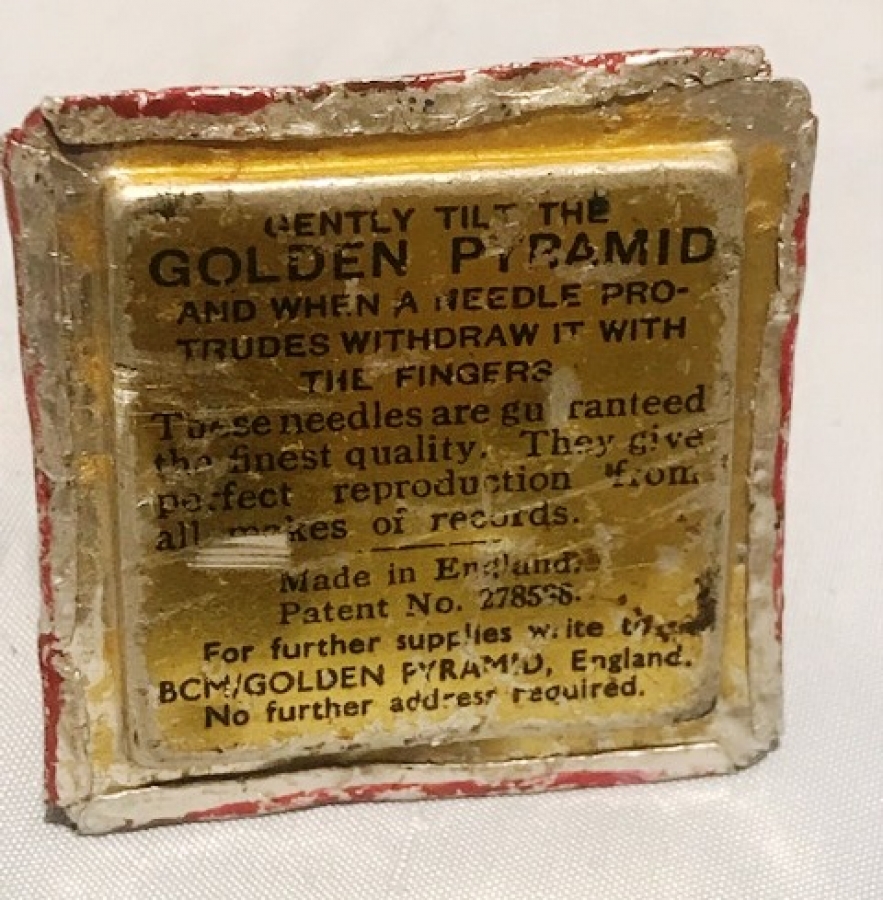 GENTLY TILT THE
GOLDEN PYRAMID
AND WHEN A NEEDLE PRO-
TRUDES WITHDRAW IT WITH
THE FINGERS
These needles are guaranteed
the finest quality. They give
perfect reproduction from
all makes of records.
Made in England.
Patent No.
For further supplies write to
BCM/GOLDEN PYRAMID, England.
No further address required.